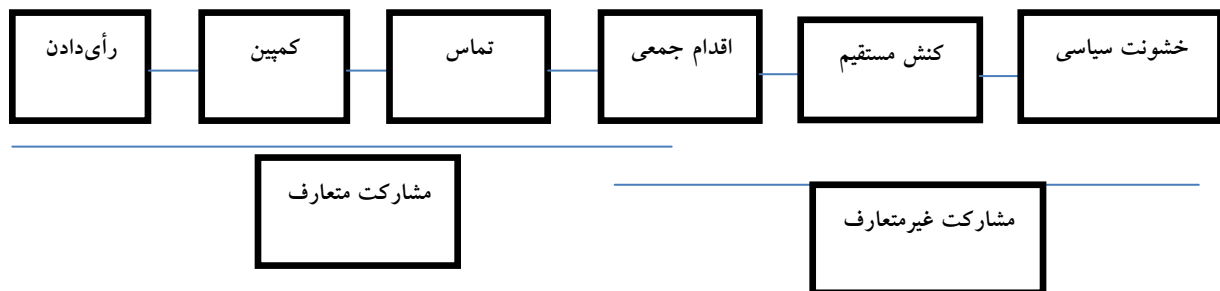 رأی‌دادن
کمپین
تماس
اقدام جمعی
کنش مستقیم
خشونت سیاسی
مشارکت متعارف
مشارکت غیرمتعارف